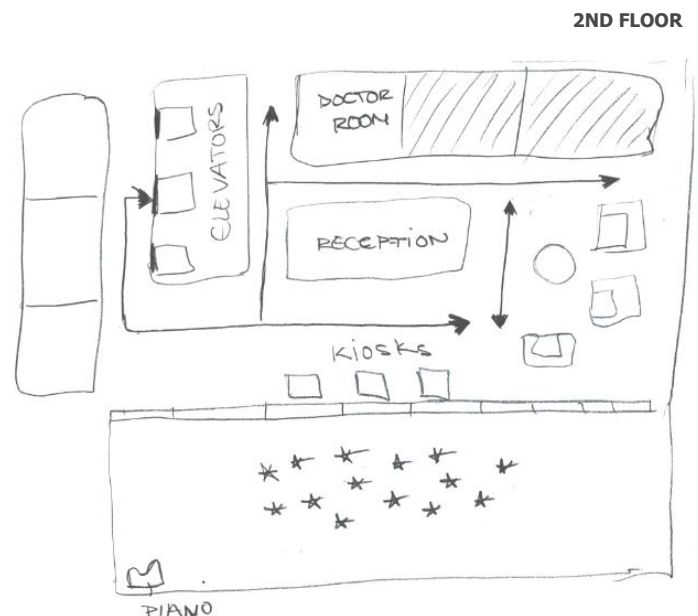 2ND FLOOR
DOCTOR
ROOM
ELEVATORS
RECEPTION
Kiosks
PIANO